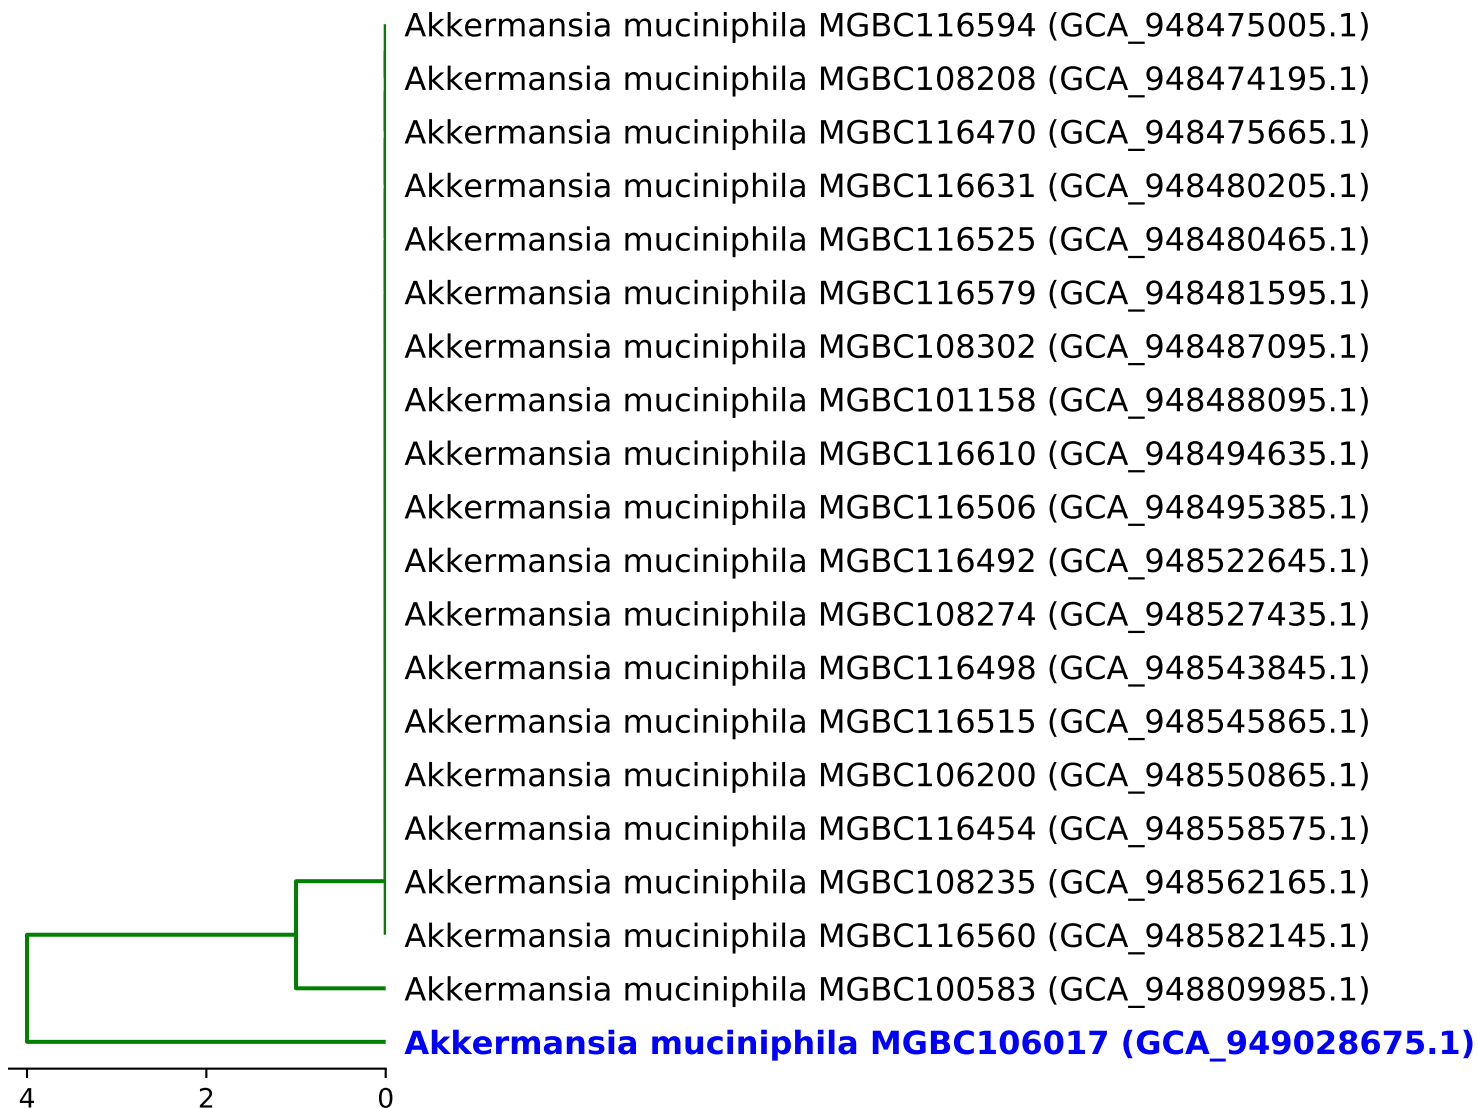 Akkermansia muciniphila MGBC116594 (GCA_948475005.1)
Akkermansia muciniphila MGBC108208 (GCA_948474195.1)
Akkermansia muciniphila MGBC116470 (GCA_948475665.1)
Akkermansia muciniphila MGBC116631 (GCA_948480205.1)
Akkermansia muciniphila MGBC116525 (GCA_948480465.1)
Akkermansia muciniphila MGBC116579 (GCA_948481595.1)
Akkermansia muciniphila MGBC108302 (GCA_948487095.1)
Akkermansia muciniphila MGBC101158 (GCA_948488095.1)
Akkermansia muciniphila MGBC116610 (GCA_948494635.1)
Akkermansia muciniphila MGBC116506 (GCA_948495385.1)
Akkermansia muciniphila MGBC116492 (GCA_948522645.1)
Akkermansia muciniphila MGBC108274 (GCA_948527435.1)
Akkermansia muciniphila MGBC116498 (GCA_948543845.1)
Akkermansia muciniphila MGBC116515 (GCA_948545865.1)
Akkermansia muciniphila MGBC106200 (GCA_948550865.1)
Akkermansia muciniphila MGBC116454 (GCA_948558575.1)
Akkermansia muciniphila MGBC108235 (GCA_948562165.1)
Akkermansia muciniphila MGBC116560 (GCA_948582145.1)
Akkermansia muciniphila MGBC100583 (GCA_948809985.1)
Akkermansia muciniphila MGBC106017 (GCA_949028675.1)
4 2 0